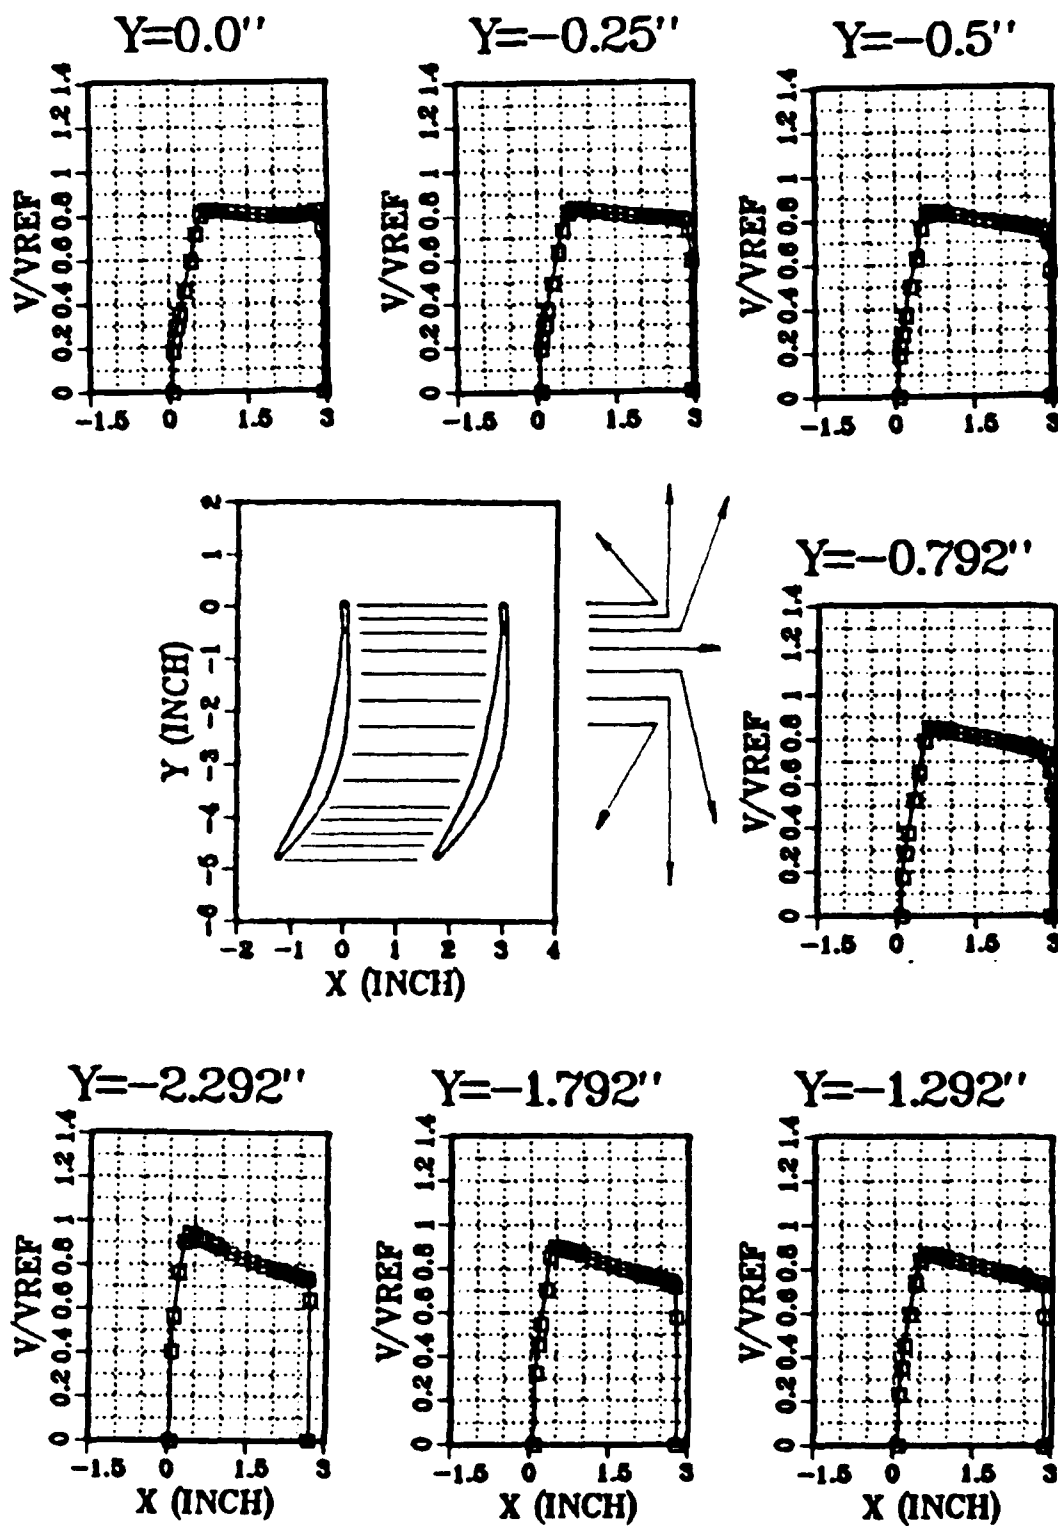 Y=0.0"
Y=-0.25"
Y=-0.5"
V/VREF
0 0.2 0.4 0.6 0.8 1 1.2 1.4
-1.5 0 1.5 3
V/VREF
0 0.2 0.4 0.6 0.8 1 1.2 1.4
-1.5 0 1.5 3
V/VREF
0 0.2 0.4 0.6 0.8 1 1.2 1.4
-1.5 0 1.5 3
Y (INCH)
-6 -5 -4 -3 -2 -1 0 1 2
-2 -1 0 1 2 3 4
X (INCH)
Y=-0.792"
V/VREF
0 0.2 0.4 0.6 0.8 1 1.2 1.4
-1.5 0 1.5 3
Y=-2.292"
Y=-1.792"
Y=-1.292"
V/VREF
0 0.2 0.4 0.6 0.8 1 1.2 1.4
-1.5 0 1.5 3
X (INCH)
V/VREF
0 0.2 0.4 0.6 0.8 1 1.2 1.4
-1.5 0 1.5 3
X (INCH)
V/VREF
0 0.2 0.4 0.6 0.8 1 1.2 1.4
-1.5 0 1.5 3
X (INCH)